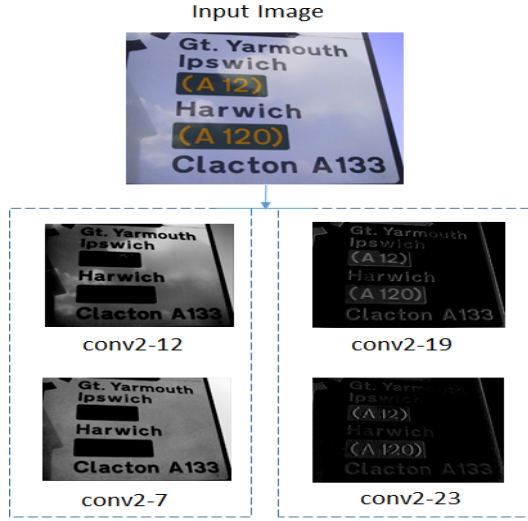 Input Image
Gt. Yarmouth
Ipswich
(A 12)
Harwich
(A 120)
Clacton A133
Gt. Yarmouth
Ipswich
Harwich
Clacton A133
conv2-12
Gt. Yarmouth
Ipswich
(A 12)
Harwich
(A 120)
Clacton A133
conv2-19
Gt. Yarmouth
Ipswich
Harwich
Clacton A133
conv2-7
Gt. Yarmouth
Ipswich
(A 12)
Harwich
(A 120)
Clacton A133
conv2-23